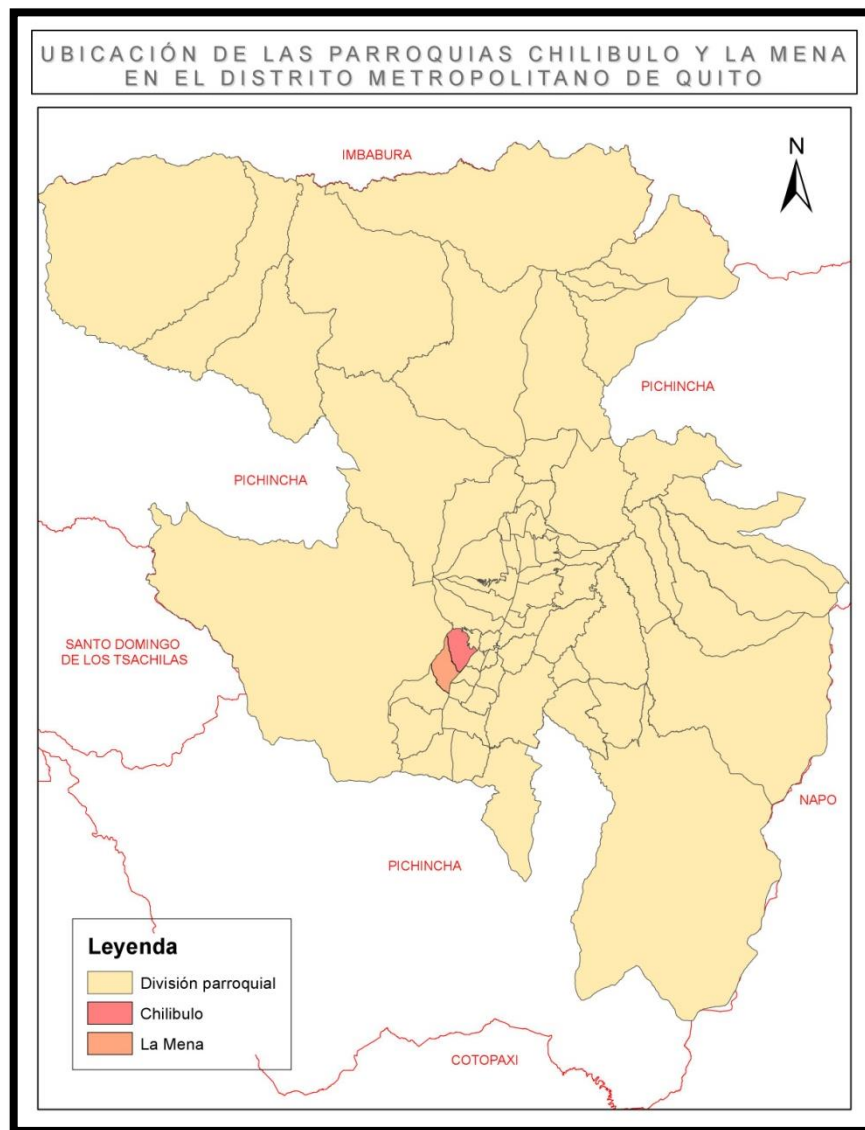 UBICACIÓN DE LAS PARROQUIAS CHILIBULO Y LA MENA
EN EL DISTRITO METROPOLITANO DE QUITO
IMBABURA
N
PICHINCHA
PICHINCHA
SANTO DOMINGO
DE LOS TSACHILAS
NAPO
PICHINCHA
Leyenda
División parroquial
Chilibulo
La Mena
COTOPAXI